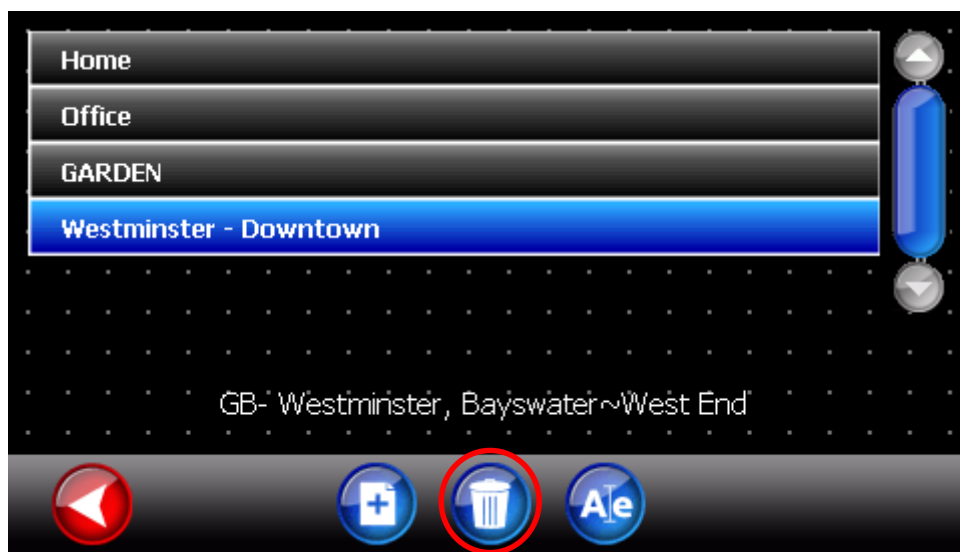 Home
Office
GARDEN
Westminster - Downtown
GB- Westminster, Bayswater~West End
A e